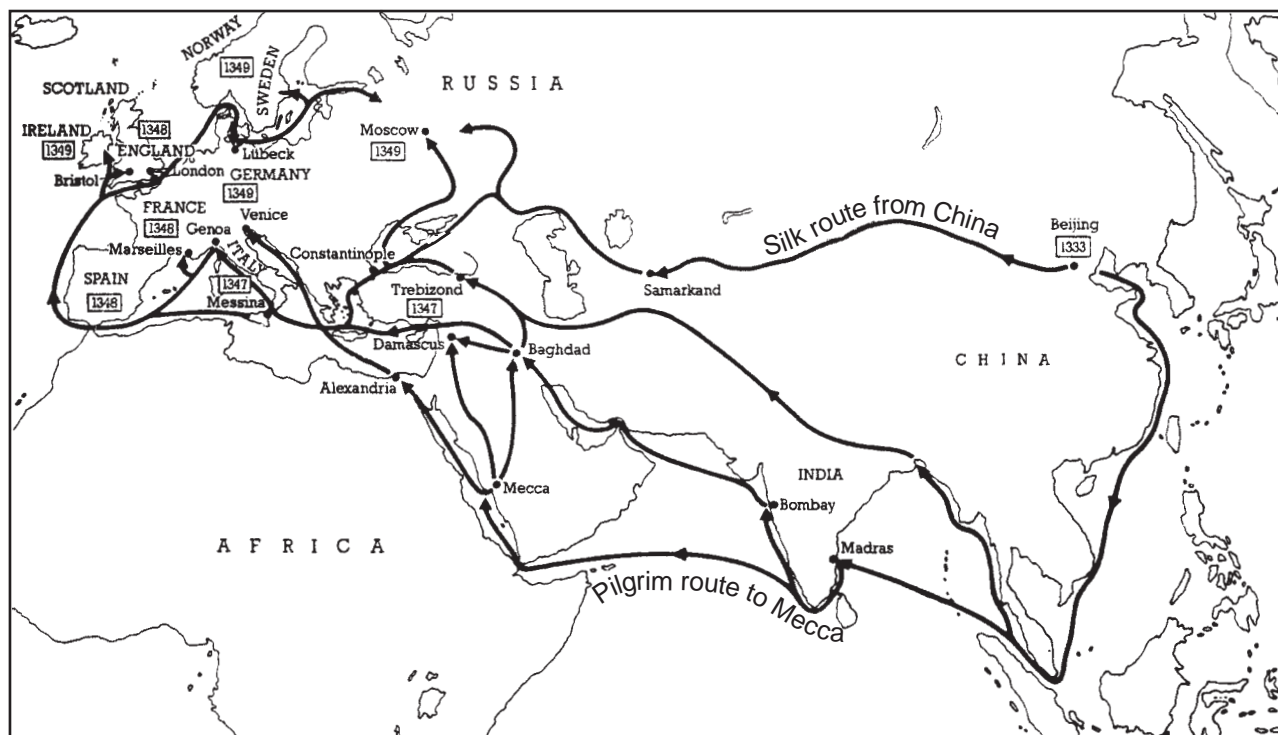 NORWAY
1349
SWEDEN
SCOTLAND
RUSSIA
IRELAND
1349
1348
ENGLAND
Moscow
1349
Lübeck
London
Bristol
GERMANY
1349
FRANCE
1348
Venice
Genoa
Marseilles
ITALY
Constantinople
SPAIN
1348
1347
Messina
Trebizond
1347
Silk route from China
Beijing
1333
Samarkand
Damascus
Baghdad
CHINA
Alexandria
Mecca
INDIA
Bombay
AFRICA
Madras
Pilgrim route to Mecca